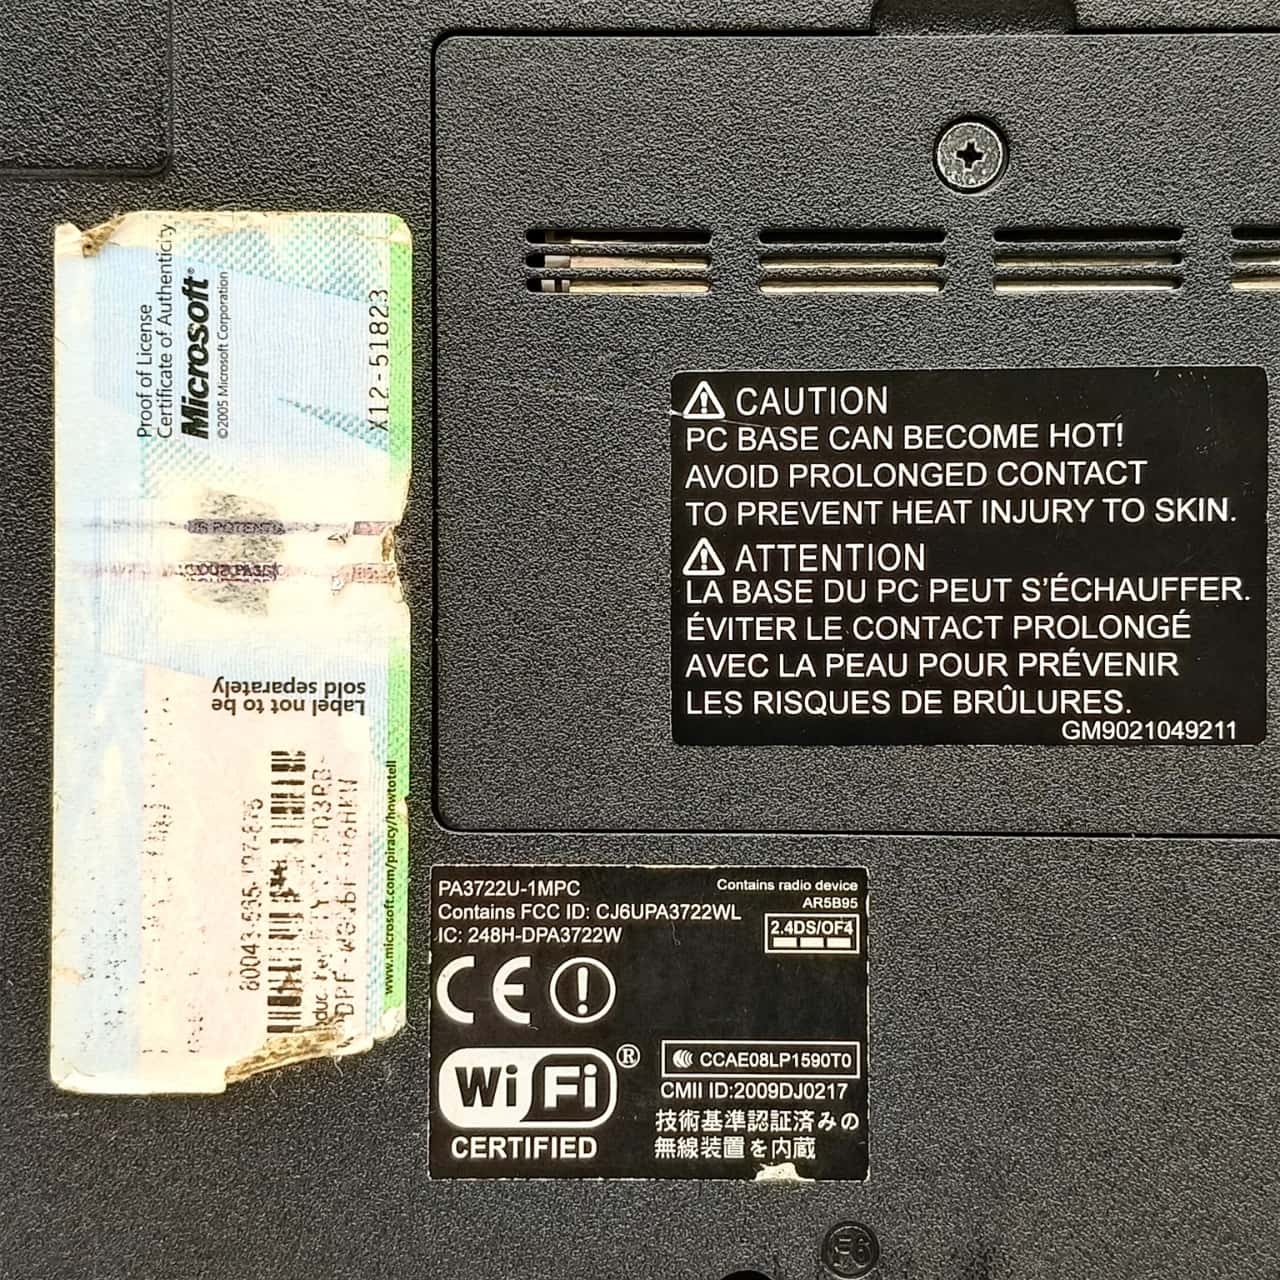 Proof of License
Certificate of Authenticity
Microsoft®
©2005 Microsoft Corporation
X12-51823
Label not to be
sold separately
www.microsoft.com/piracy/howtotell
CAUTION
PC BASE CAN BECOME HOT!
AVOID PROLONGED CONTACT
TO PREVENT HEAT INJURY TO SKIN.
ATTENTION
LA BASE DU PC PEUT S'ÉCHAUFFER.
ÉVITER LE CONTACT PROLONGÉ
AVEC LA PEAU POUR PRÉVENIR
LES RISQUES DE BRÛLURES.
GM9021049211
PA3722U-1MPC
Contains FCC ID: CJ6UPA3722WL
IC: 248H-DPA3722W
Contains radio device
AR5B95
2.4DS/OF4
CE
Wi Fi®
CERTIFIED
CCAE08LP1590T0
CMII ID:2009DJ0217
技術基準認証済みの
無線装置を内蔵
F6